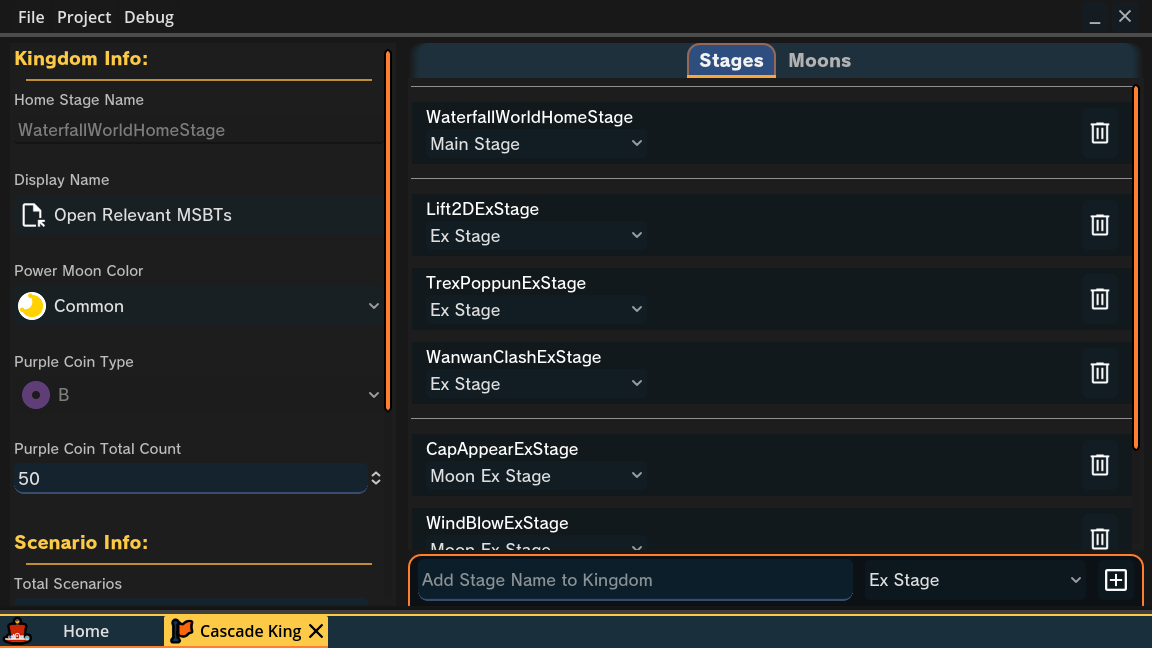 File Project Debug
Kingdom Info:
Home Stage Name
WaterfallWorldHomeStage
Display Name
Open Relevant MSBTs
Power Moon Color
Common
Purple Coin Type
B
Purple Coin Total Count
50
Scenario Info:
Total Scenarios
Stages Moons
WaterfallWorldHomeStage
Main Stage
Lift2DExStage
Ex Stage
TrexPoppunExStage
Ex Stage
WanwanClashExStage
Ex Stage
CapAppearExStage
Moon Ex Stage
WindBlowExStage
Moon Ex Stage
Add Stage Name to Kingdom
Ex Stage
Home
Cascade King